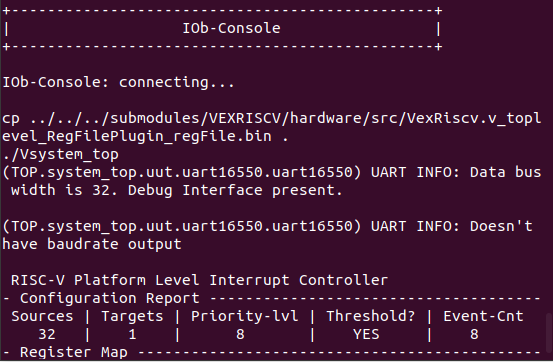 +-----------------------------------------------+
|                   IOb-Console                 |
+-----------------------------------------------+
IOb-Console: connecting...
cp ../../../submodules/VEXRISCV/hardware/src/VexRiscv.v_topl
evel_RegFilePlugin_regFile.bin .
./Vsystem_top
(TOP.system_top.uut.uart16550.uart16550) UART INFO: Data bus
 width is 32. Debug Interface present.
(TOP.system_top.uut.uart16550.uart16550) UART INFO: Doesn't
have baudrate output
 RISC-V Platform Level Interrupt Controller
- Configuration Report -------------------------------------
 Sources | Targets | Priority-lvl | Threshold? | Event-Cnt
    32   |    1    |      8       |    YES     |    8
- Register Map ---------------------------------------------